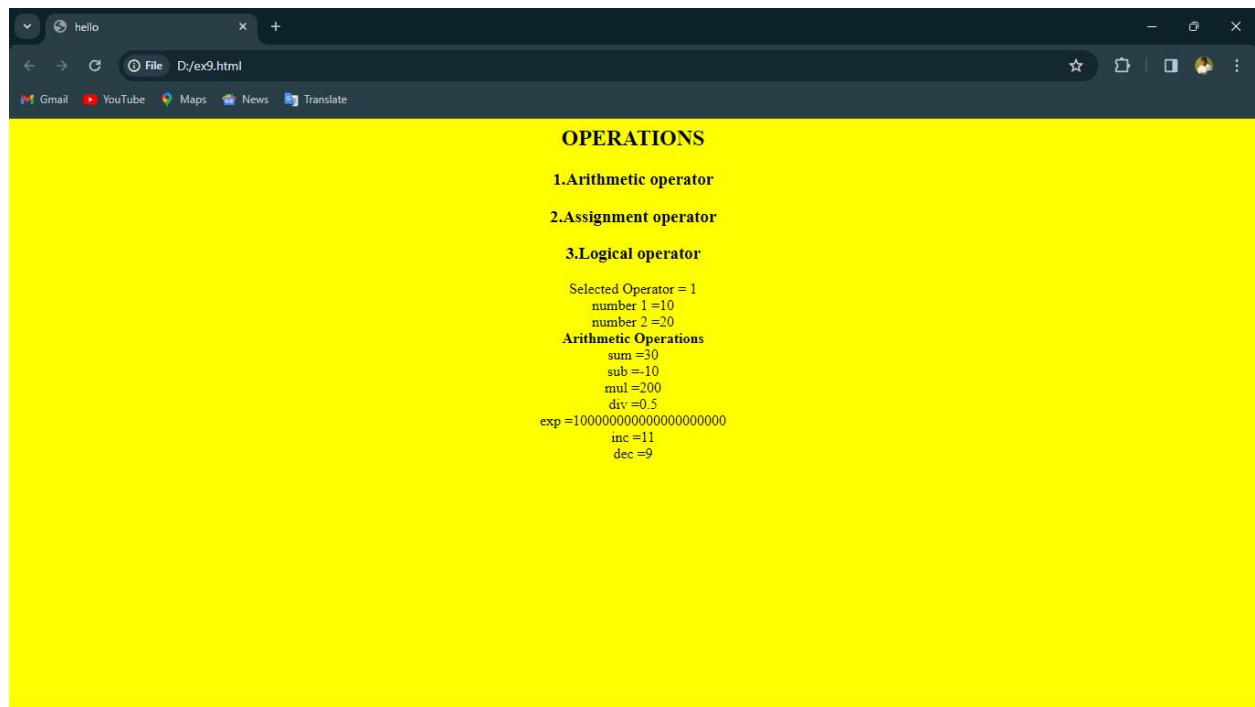 hello
File D:/ex9.html
Gmail YouTube Maps News Translate
OPERATIONS
1.Arithmetic operator
2.Assignment operator
3.Logical operator
Selected Operator = 1
number 1 =10
number 2 =20
Arithmetic Operations
sum =30
sub =-10
mul =200
div =0.5
exp =100000000000000000000
inc =11
dec =9